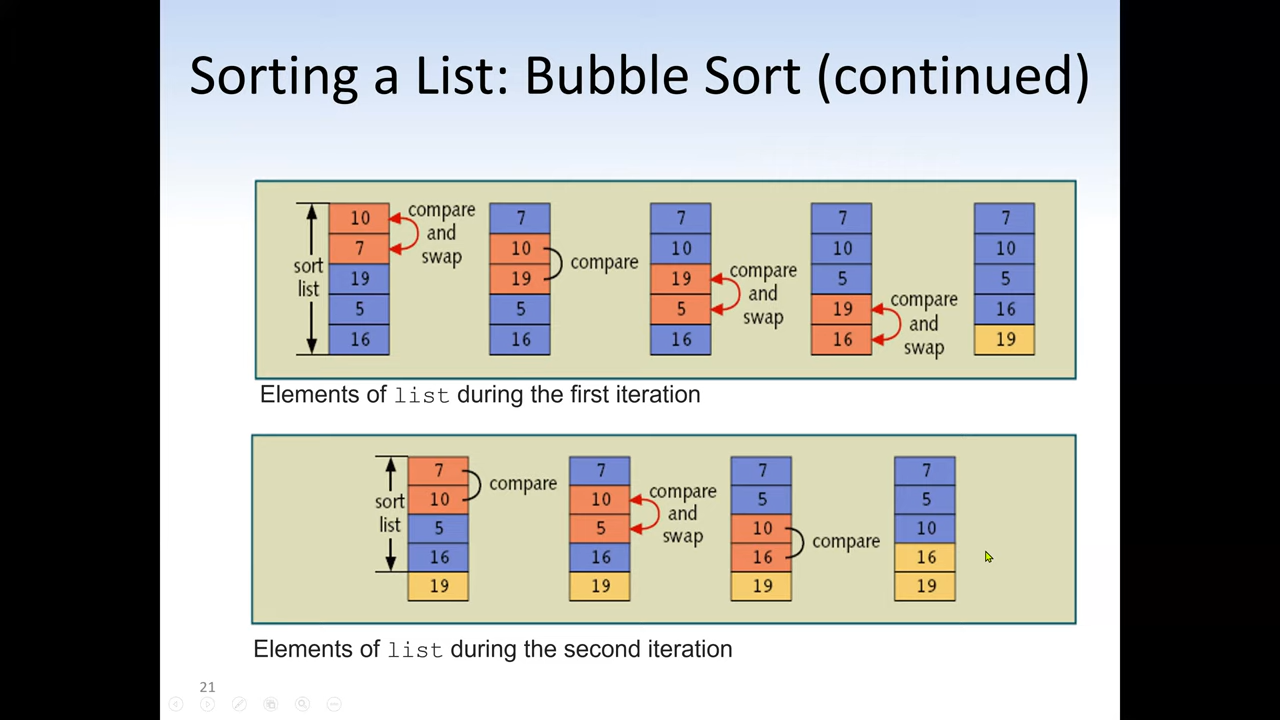 Sorting a List: Bubble Sort (continued)
sort
list
10
7
19
5
16
compare
and
swap
7
10
19
5
16
compare
7
10
19
5
16
compare
and
swap
7
10
5
19
16
compare
and
swap
7
10
5
16
19
Elements of list during the first iteration
sort
list
7
10
5
16
19
compare
7
10
5
16
19
compare
and
swap
7
5
10
16
19
compare
7
5
10
16
19
Elements of list during the second iteration
21